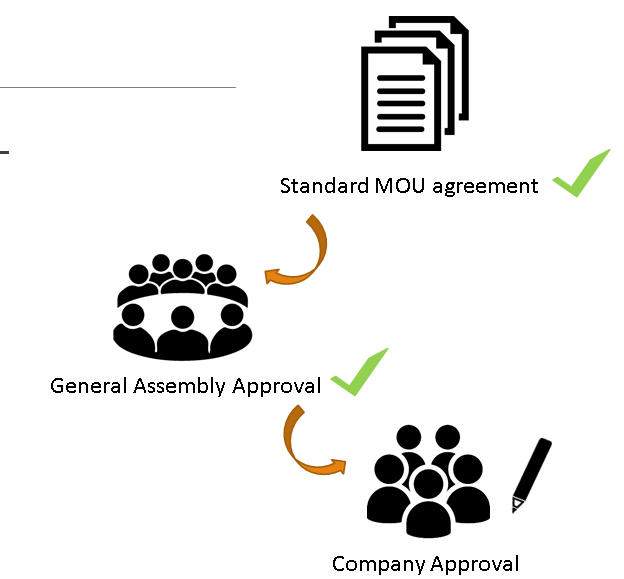 Standard MOU agreement
General Assembly Approval
Company Approval